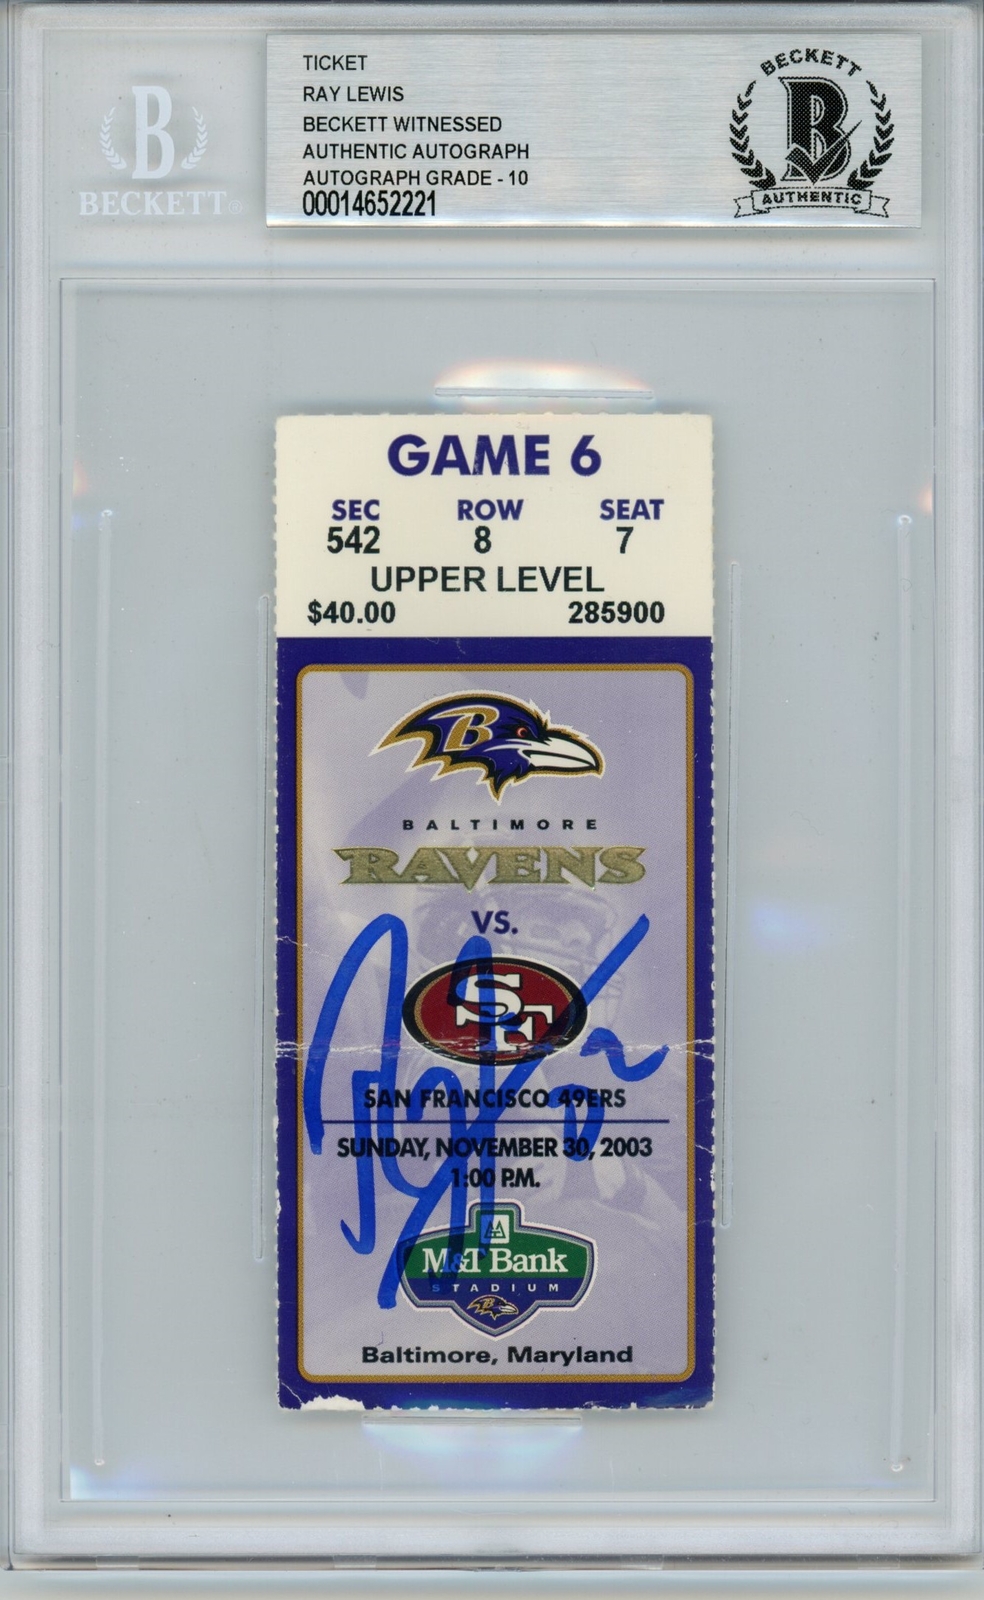 B
BECKETT®
TICKET
RAY LEWIS
BECKETT WITNESSED
AUTHENTIC AUTOGRAPH
AUTOGRAPH GRADE - 10
00014652221
BECKETT
B
AUTHENTIC
GAME 6
SEC ROW SEAT
542 8 7
UPPER LEVEL
$40.00 285900
B
BALTIMORE
RAVENS
VS.
SF
SAN FRANCISCO 49ERS
SUNDAY, NOVEMBER 30, 2003
1:00 P.M.
M&T Bank
STADIUM
Baltimore, Maryland